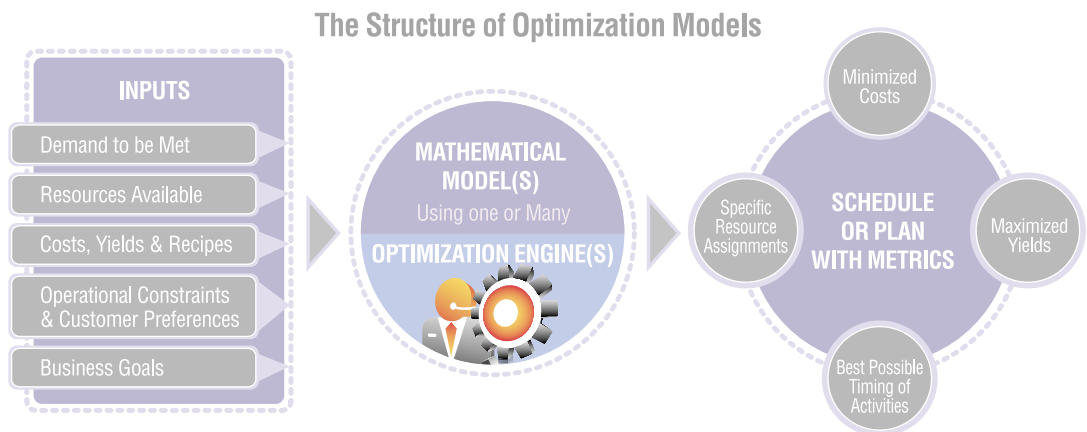 The Structure of Optimization Models
INPUTS
Demand to be Met
Resources Available
Costs, Yields & Recipes
Operational Constraints
& Customer Preferences
Business Goals
MATHEMATICAL
MODEL(S)
Using one or Many
OPTIMIZATION ENGINE(S)
Minimized
Costs
Specific
Resource
Assignments
SCHEDULE
OR PLAN
WITH METRICS
Maximized
Yields
Best Possible
Timing of
Activities